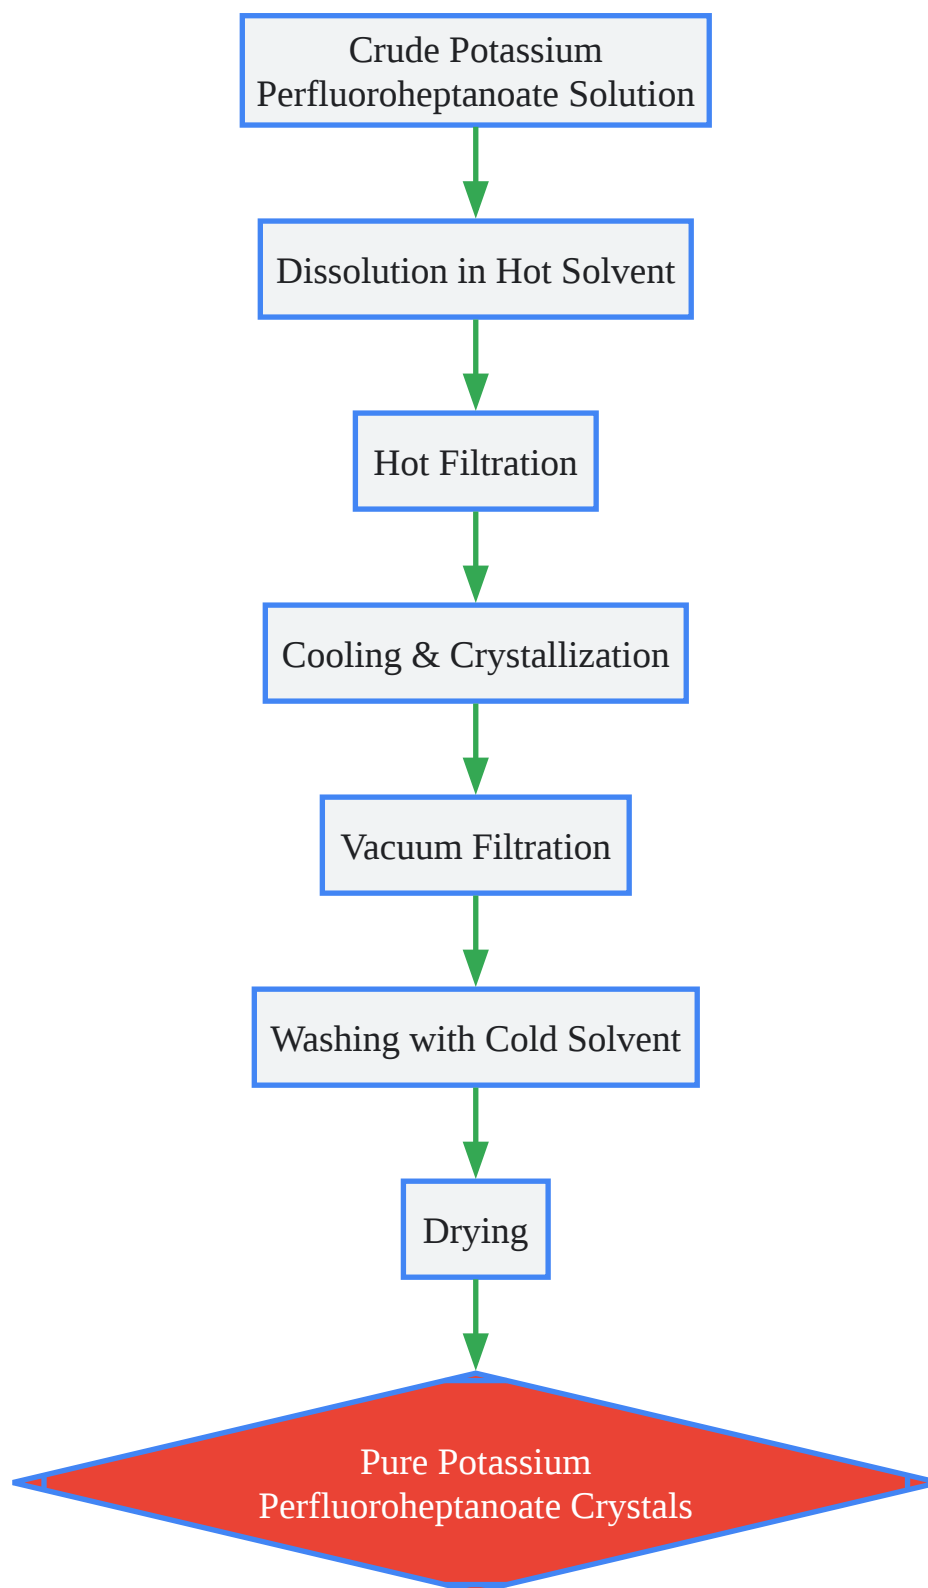 Crude Potassium
Perfluoroheptanoate Solution
Dissolution in Hot Solvent
Hot Filtration
Cooling & Crystallization
Vacuum Filtration
Washing with Cold Solvent
Drying
Pure Potassium
Perfluoroheptanoate Crystals